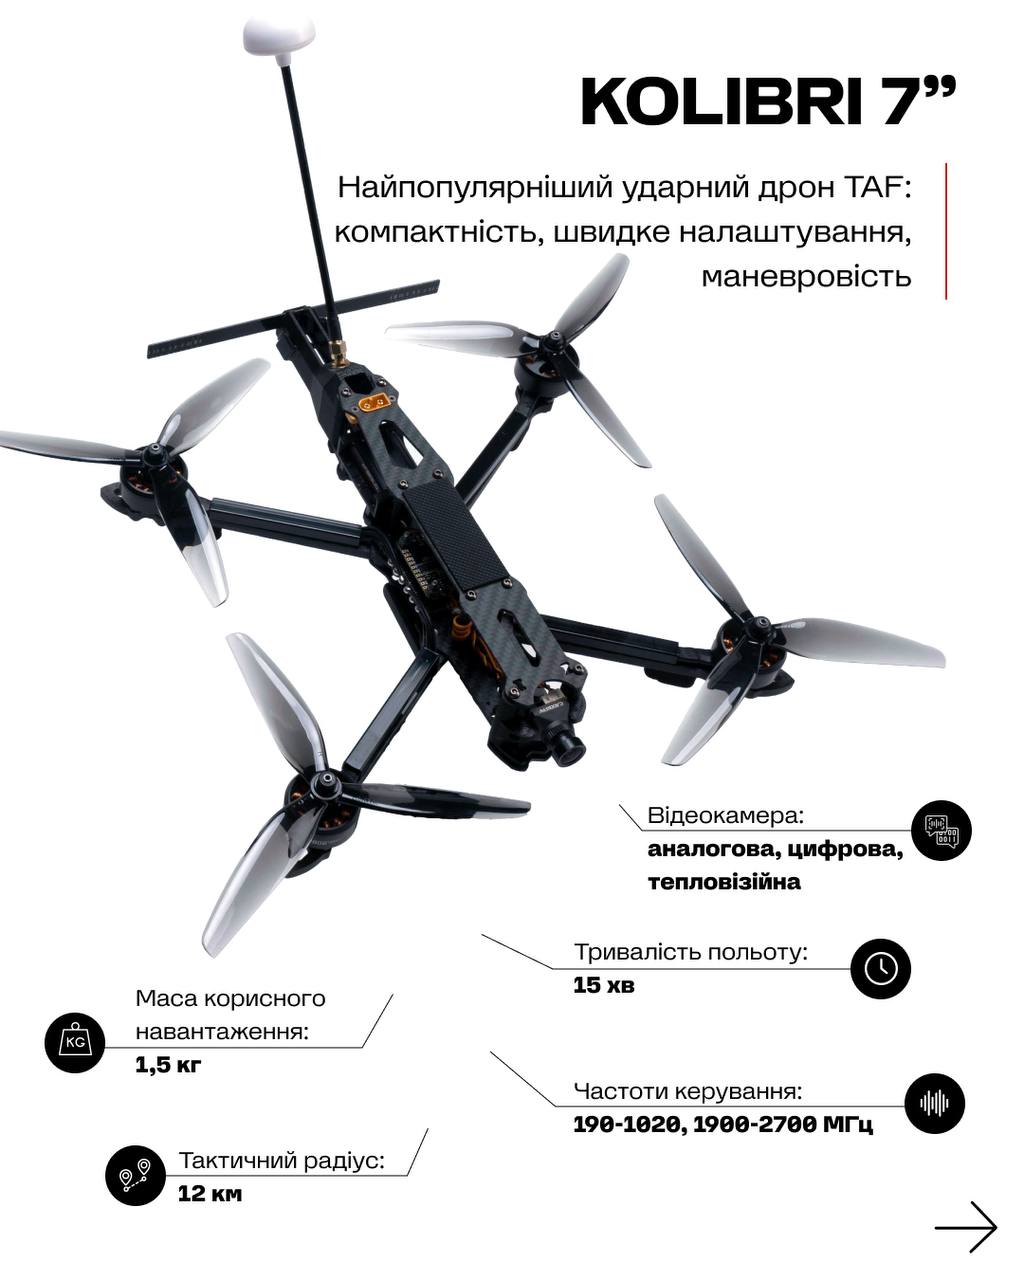 KOLIBRI 7”
Найпопулярніший ударний дрон TAF:
компактність, швидке налаштування,
маневровість
Відеокамера:
аналогова, цифрова,
тепловізійна
Тривалість польоту:
15 хв
Маса корисного
навантаження:
KG
1,5 кг
Частоти керування:
190-1020, 1900-2700 МГц
Тактичний радіус:
12 км